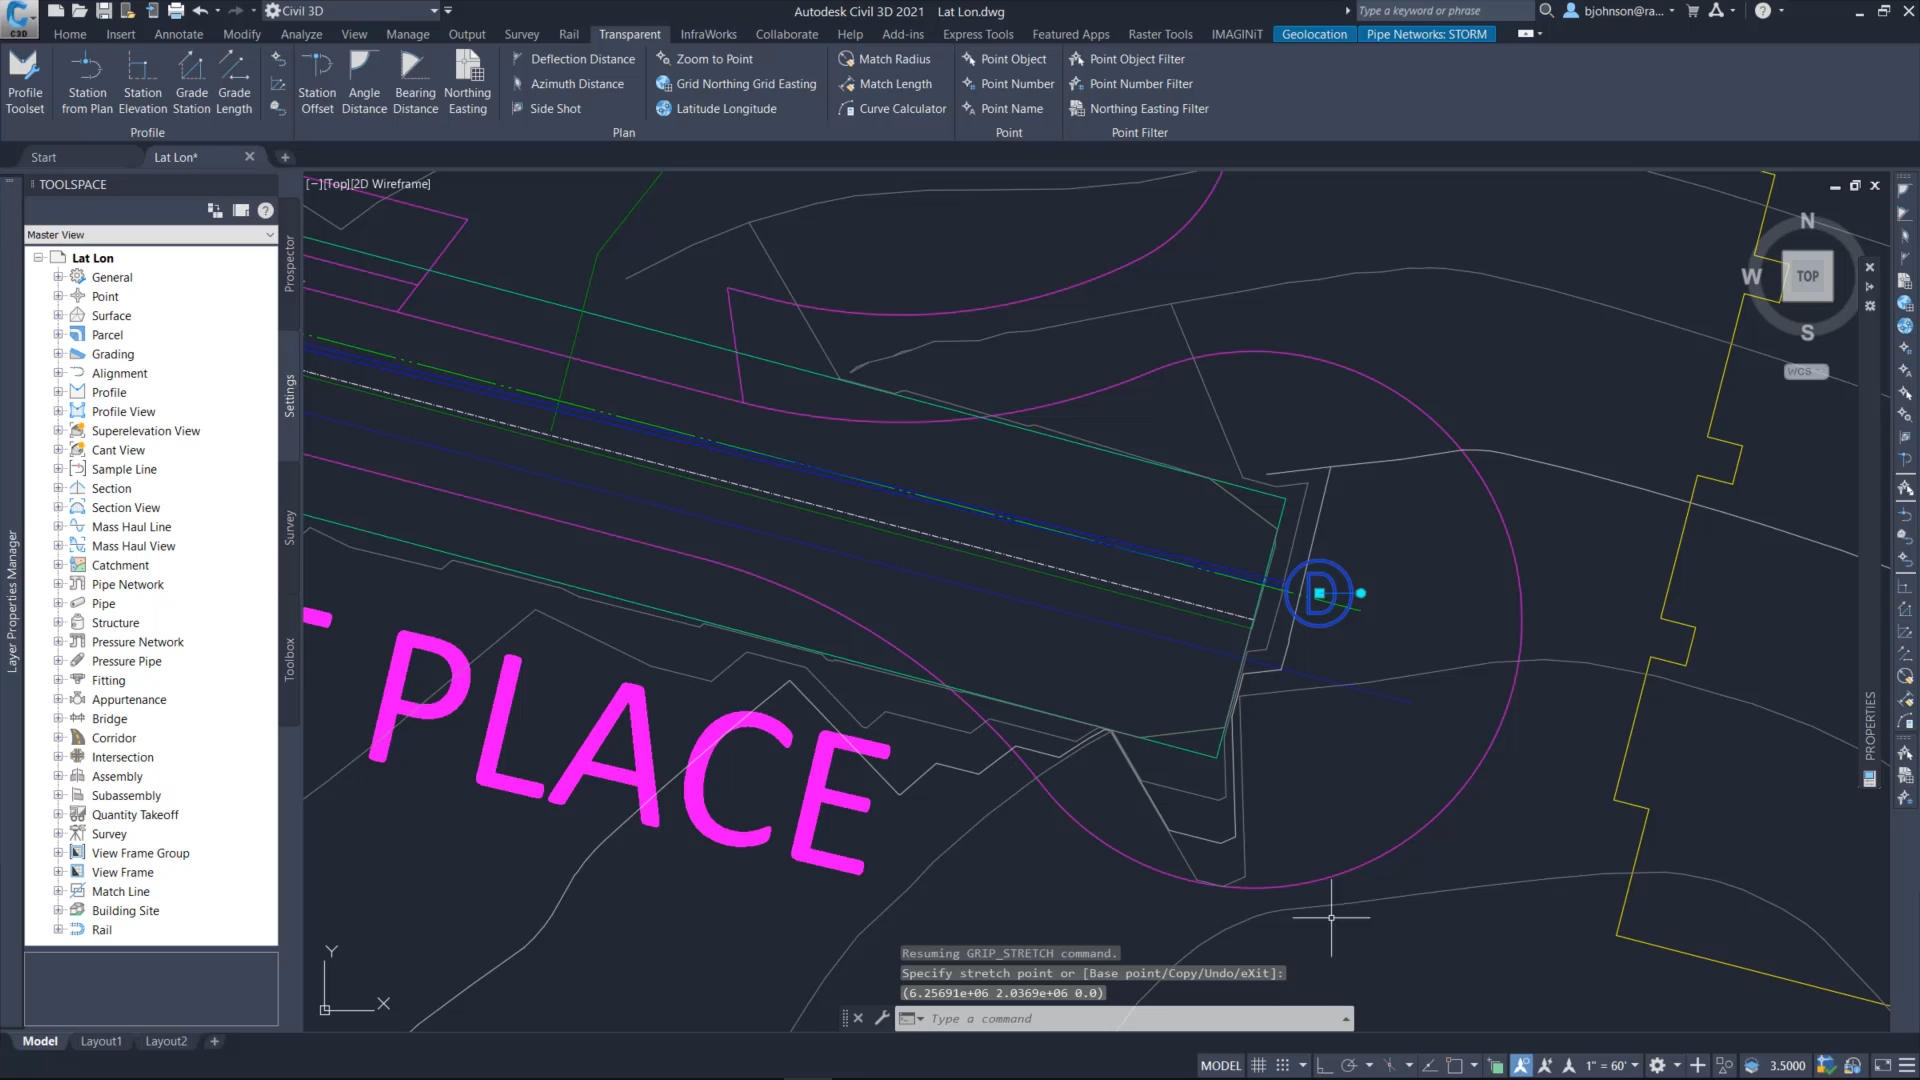 Civil 3D
Autodesk Civil 3D 2021 Lat Lon.dwg
Type a keyword or phrase
bjohnson@ra...
C3D
Home Insert Annotate Modify Analyze View Manage Output Survey Rail Transparent InfraWorks Collaborate Help Add-ins Express Tools Featured Apps Raster Tools IMAGINiT Geolocation Pipe Networks: STORM
Profile Toolset
Station from Plan
Station Elevation
Grade Station
Grade Length
Profile
Station Offset
Angle Distance
Bearing Distance
Northing Easting
Deflection Distance
Azimuth Distance
Side Shot
Zoom to Point
Grid Northing Grid Easting
Latitude Longitude
Match Radius
Match Length
Curve Calculator
Plan
Point Object
Point Number
Point Name
Point
Point Object Filter
Point Number Filter
Northing Easting Filter
Point Filter
Start
Lat Lon*
TOOLSPACE
Master View
Lat Lon
General
Point
Surface
Parcel
Grading
Alignment
Profile
Profile View
Superelevation View
Cant View
Sample Line
Section
Section View
Mass Haul Line
Mass Haul View
Catchment
Pipe Network
Pipe
Structure
Pressure Network
Pressure Pipe
Fitting
Appurtenance
Bridge
Corridor
Intersection
Assembly
Subassembly
Quantity Takeoff
Survey
View Frame Group
View Frame
Match Line
Building Site
Rail
Layer Properties Manager
Prospector
Settings
Survey
Toolbox
[−][Top][2D Wireframe]
N
W
TOP
S
WCS
PROPERTIES
D
PLACE
Y
X
Resuming GRIP_STRETCH command.
Specify stretch point or [Base point/Copy/Undo/eXit]:
(6.25691e+06 2.0369e+06 0.0)
Type a command
Model Layout1 Layout2
MODEL
1" = 60'
3.5000